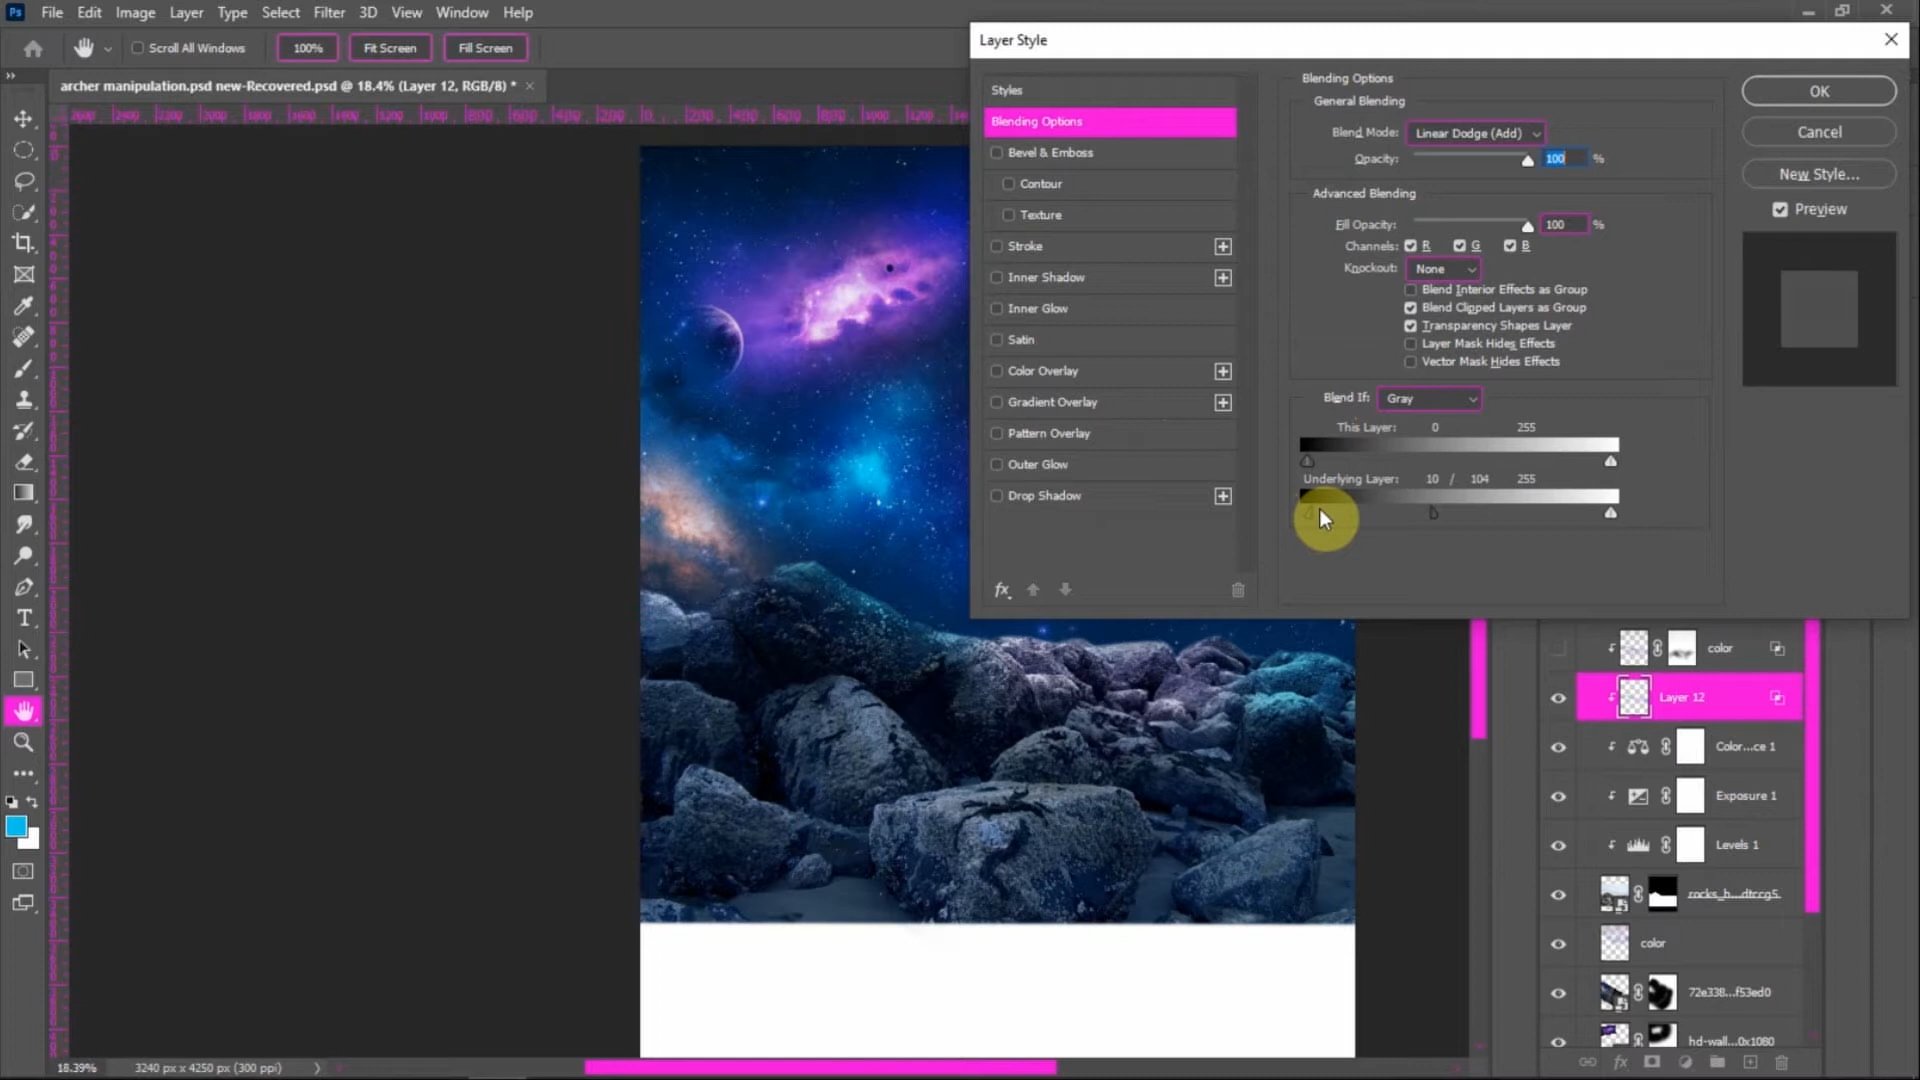 Ps File Edit Image Layer Type Select Filter 3D View Window Help
Scroll All Windows 100% Fit Screen Fill Screen
archer manipulation.psd new-Recovered.psd @ 18.4% (Layer 12, RGB/8) *
Layer Style
Styles
Blending Options
Bevel & Emboss
Contour
Texture
Stroke
Inner Shadow
Inner Glow
Satin
Color Overlay
Gradient Overlay
Pattern Overlay
Outer Glow
Drop Shadow
fx
Blending Options
General Blending
Blend Mode: Linear Dodge (Add)
Opacity: 100 %
Advanced Blending
Fill Opacity: 100 %
Channels: R G B
Knockout: None
Blend Interior Effects as Group
Blend Clipped Layers as Group
Transparency Shapes Layer
Layer Mask Hides Effects
Vector Mask Hides Effects
Blend If: Gray
This Layer: 0 255
Underlying Layer: 10 / 104 255
OK
Cancel
New Style...
Preview
color
Layer 12
Color...ce 1
Exposure 1
Levels 1
rocks_h...dtccg5.
color
72e338...f53ed0
hd-wall...0x1080
fx
18.39% 3240 px x 4250 px (300 ppi)